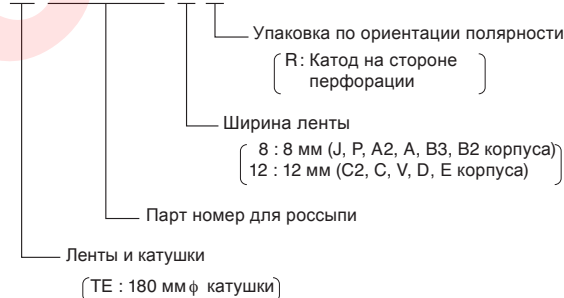 Упаковка по ориентации полярности
R: Катод на стороне
перфорации
Ширина ленты
8 : 8 мм (J, P, A2, A, B3, B2 корпуса)
12 : 12 мм (C2, C, V, D, E корпуса)
Парт номер для россыпи
Ленты и катушки
TE : 180 мм ϕ катушки